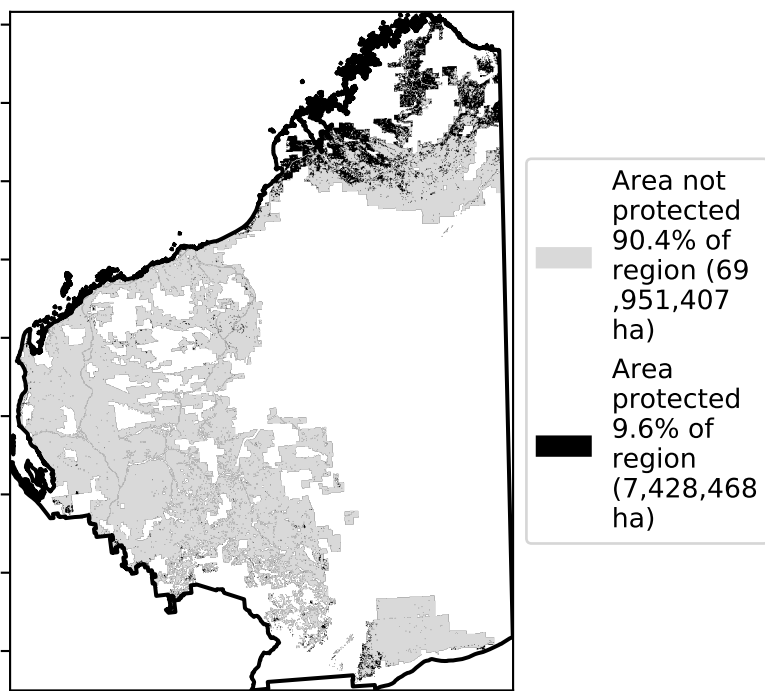 Area not
protected
90.4% of
region (69
,951,407
ha)
Area
protected
9.6% of
region
(7,428,468
ha)